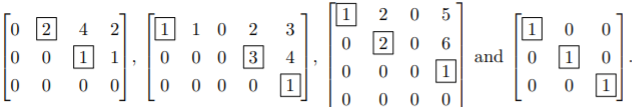 0 2 4 2
0 0 1 1
0 0 0 0
,
1 1 0 2 3
0 0 0 3 4
0 0 0 0 1
,
1 2 0 5
0 2 0 6
0 0 0 1
0 0 0 0
and
1 0 0
0 1 0
0 0 1
.